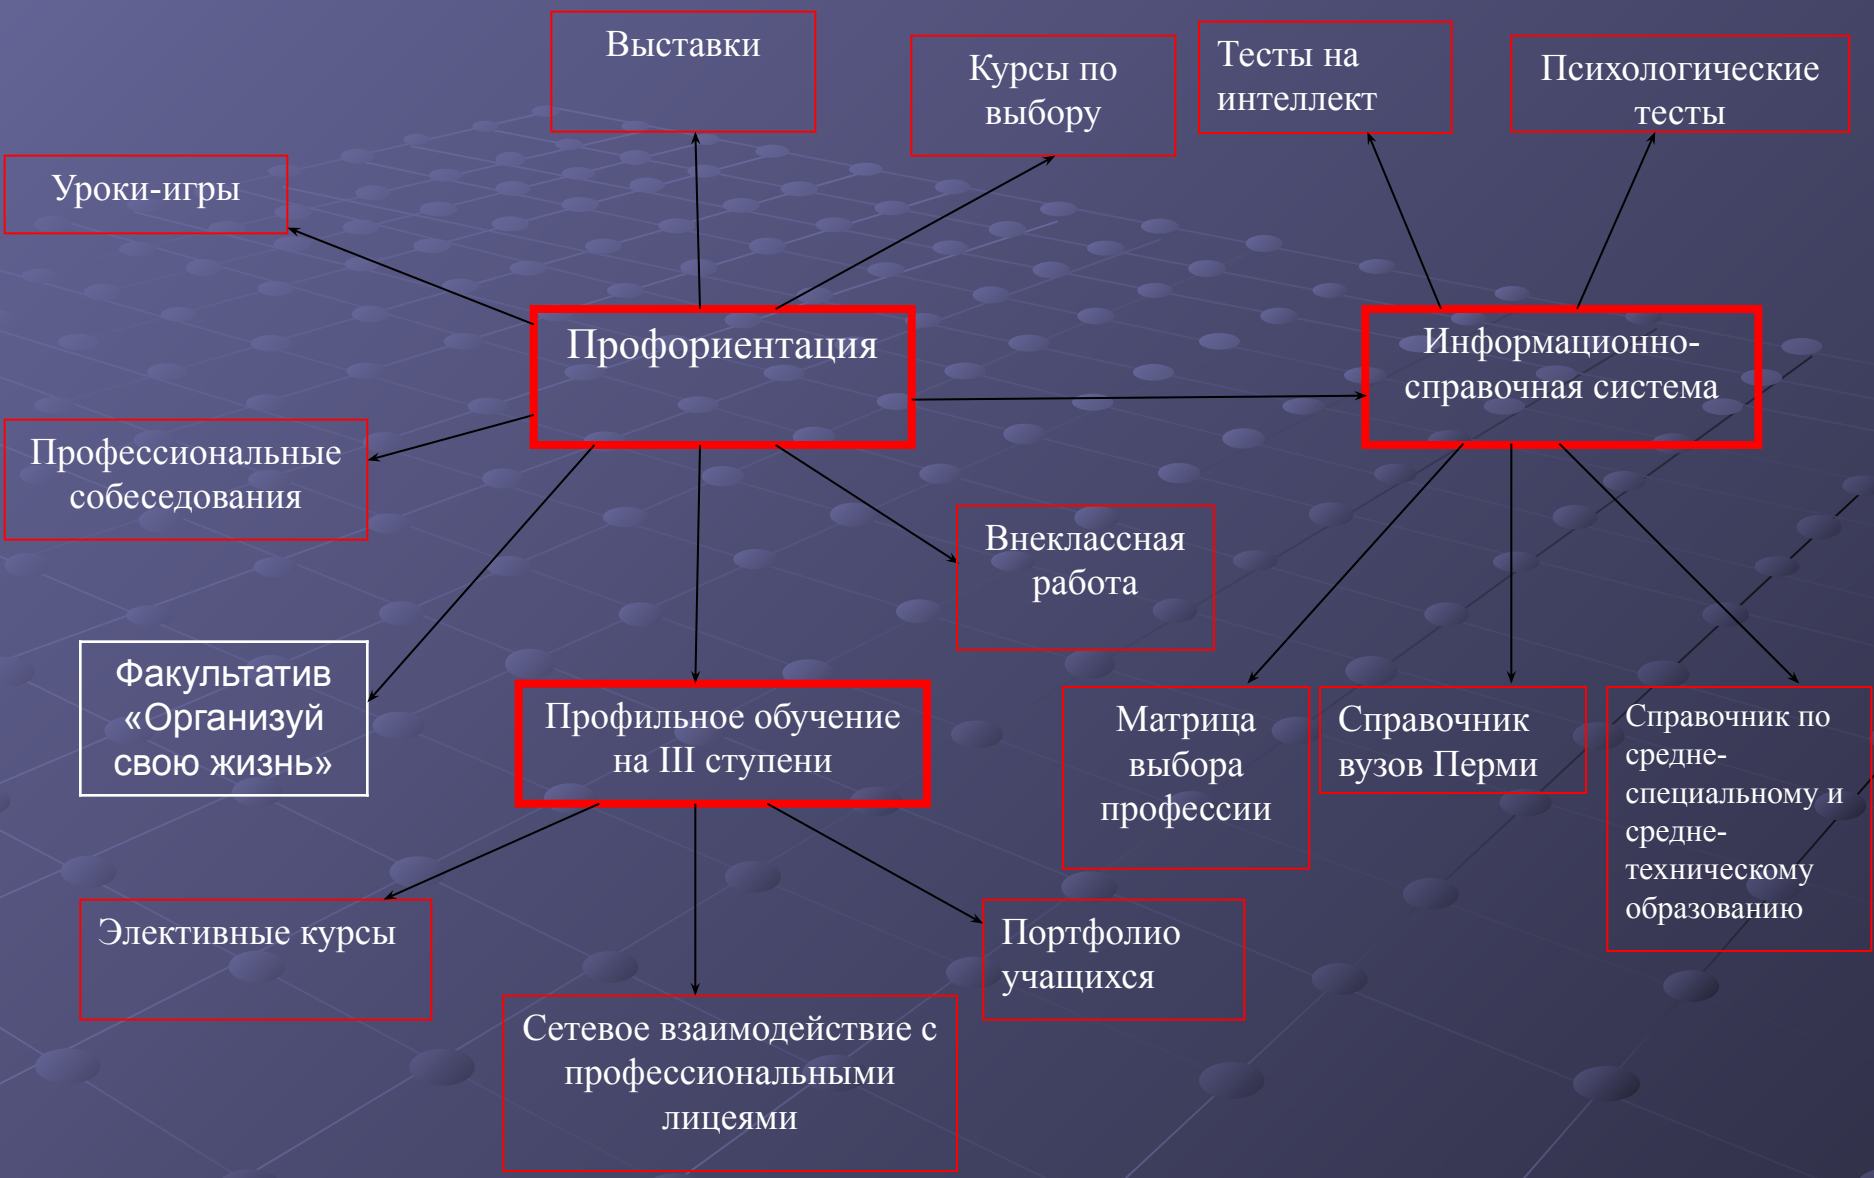 Выставки
Курсы по
выбору
Тесты на
интеллект
Психологические
тесты
Уроки-игры
Профориентация
Информационно-
справочная система
Профессиональные
собеседования
Внеклассная
работа
Факультатив
«Организуй
свою жизнь»
Профильное обучение
на III ступени
Матрица
выбора
профессии
Справочник
вузов Перми
Справочник по
средне-
специальному и
средне-
техническому
образованию
Элективные курсы
Сетевое взаимодействие с
профессиональными
лицеями
Портфолио
учащихся